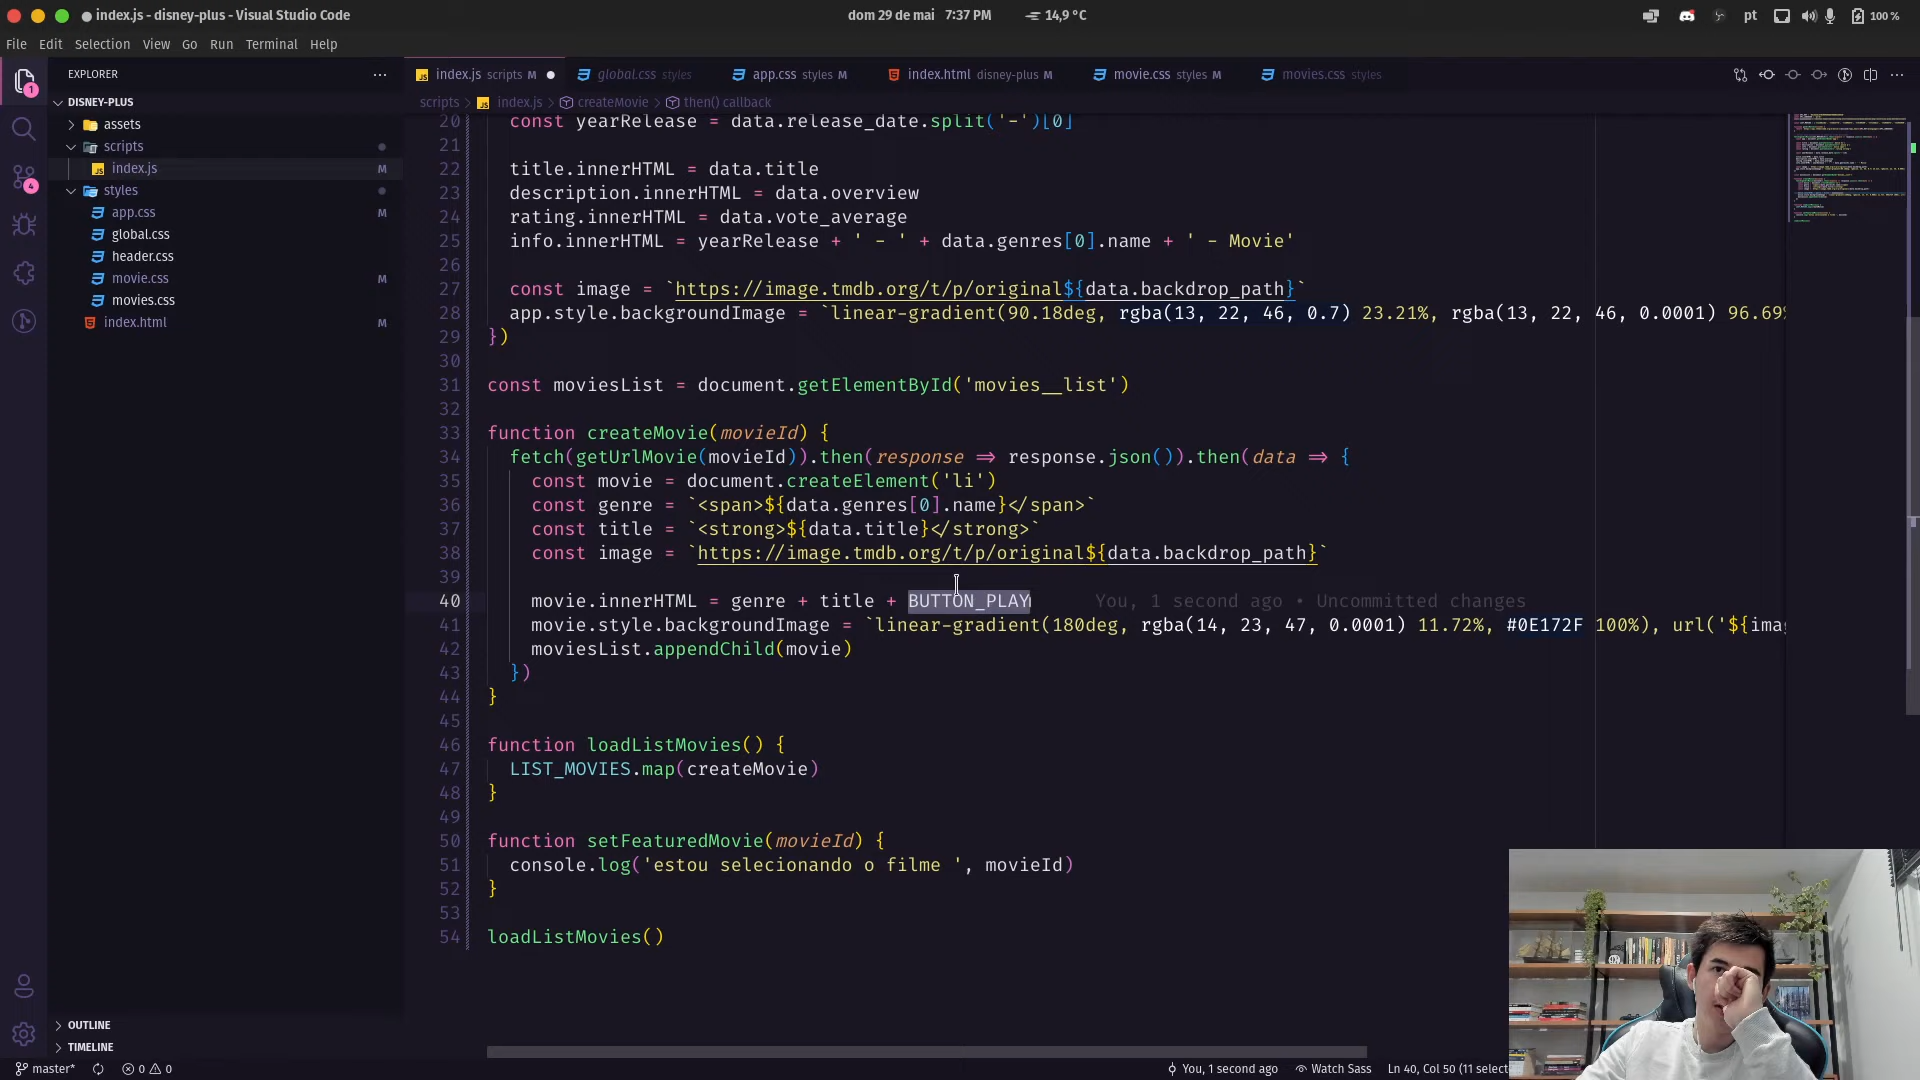 index.js - disney-plus - Visual Studio Code
dom 29 de mai 7:37 PM
14,9 °C
pt
100 %
File Edit Selection View Go Run Terminal Help
EXPLORER
index.js scripts M
global.css styles
app.css styles M
index.html disney-plus M
movie.css styles M
movies.css styles
scripts > index.js > createMovie > then() callback
1
4
DISNEY-PLUS
assets
scripts
index.js M
styles
app.css M
global.css
header.css
movie.css M
movies.css
index.html M
OUTLINE
TIMELINE
20 const yearRelease = data.release_date.split('-')[0]
21
22 title.innerHTML = data.title
23 description.innerHTML = data.overview
24 rating.innerHTML = data.vote_average
25 info.innerHTML = yearRelease + ' - ' + data.genres[0].name + ' - Movie'
26
27 const image = `https://image.tmdb.org/t/p/original${data.backdrop_path}`
28 app.style.backgroundImage = `linear-gradient(90.18deg, rgba(13, 22, 46, 0.7) 23.21%, rgba(13, 22, 46, 0.0001) 96.69%
29 })
30
31 const moviesList = document.getElementById('movies__list')
32
33 function createMovie(movieId) {
34 fetch(getUrlMovie(movieId)).then(response => response.json()).then(data => {
35 const movie = document.createElement('li')
36 const genre = `<span>${data.genres[0].name}</span>`
37 const title = `<strong>${data.title}</strong>`
38 const image = `https://image.tmdb.org/t/p/original${data.backdrop_path}`
39
40 movie.innerHTML = genre + title + BUTTON_PLAY You, 1 second ago • Uncommitted changes
41 movie.style.backgroundImage = `linear-gradient(180deg, rgba(14, 23, 47, 0.0001) 11.72%, #0E172F 100%), url('${imag
42 moviesList.appendChild(movie)
43 })
44 }
45
46 function loadListMovies() {
47 LIST_MOVIES.map(createMovie)
48 }
49
50 function setFeaturedMovie(movieId) {
51 console.log('estou selecionando o filme ', movieId)
52 }
53
54 loadListMovies()
master* 0 0
You, 1 second ago Watch Sass Ln 40, Col 50 (11 select